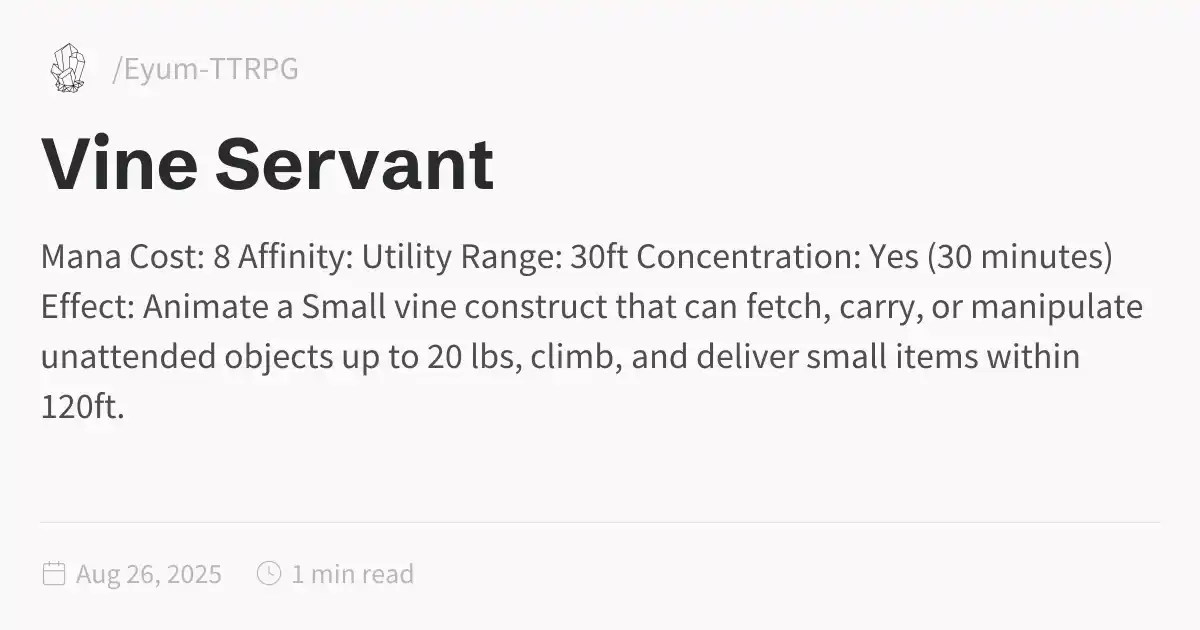 /Eyum-TTRPG
Vine Servant
Mana Cost: 8 Affinity: Utility Range: 30ft Concentration: Yes (30 minutes)
Effect: Animate a Small vine construct that can fetch, carry, or manipulate
unattended objects up to 20 lbs, climb, and deliver small items within
120ft.
Aug 26, 2025 1 min read